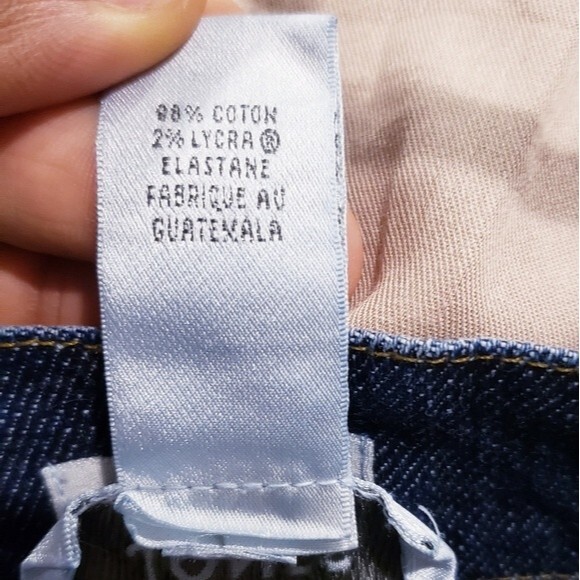 98% COTON
2% LYCRA®
ELASTANE
FABRIQUE AU
GUATEMALA